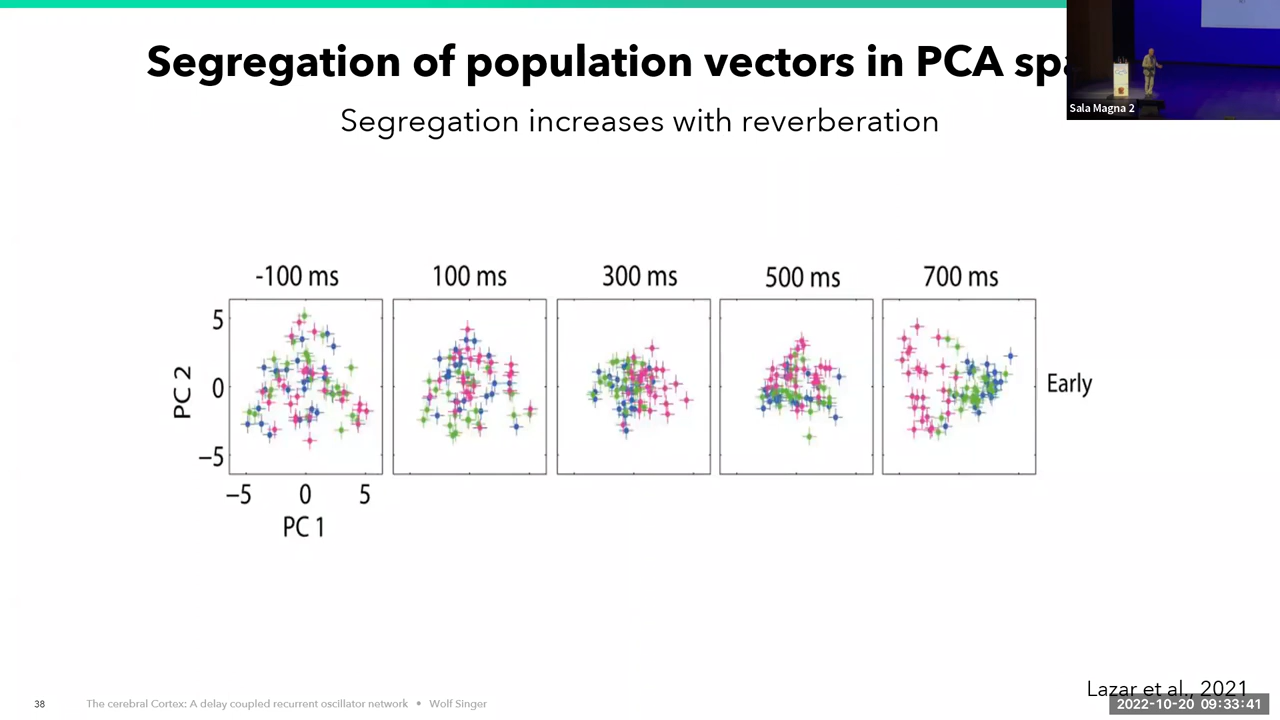 Segregation of population vectors in PCA spa
Sala Magna 2
Segregation increases with reverberation
-100 ms 100 ms 300 ms 500 ms 700 ms
5
0
−5
PC 2
Early
−5 0 5
PC 1
Lazar et al., 2021
38 The cerebral Cortex: A delay coupled recurrent oscillator network • Wolf Singer
2022-10-20 09:33:41